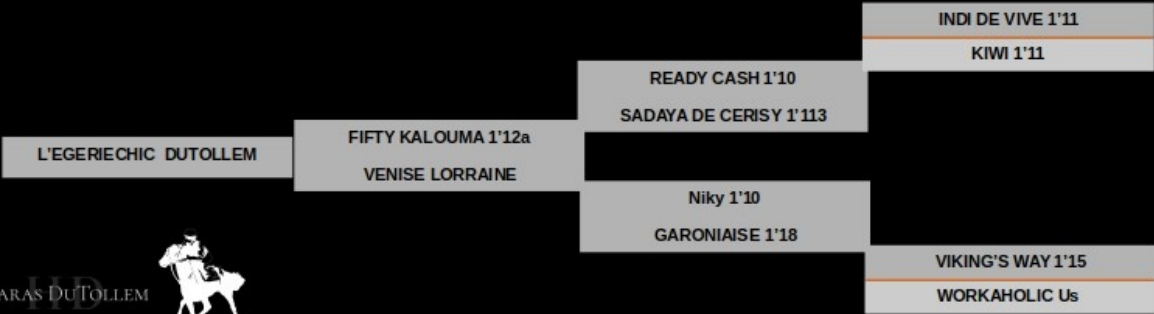 INDI DE VIVE 1'11
KIWI 1'11
READY CASH 1'10
SADAYA DE CERISY 1'113
FIFTY KALOUMA 1'12a
L'EGERIECHIC DUTOLLEM
VENISE LORRAINE
Niky 1'10
GARONIAISE 1'18
VIKING'S WAY 1'15
WORKAHOLIC Us
ARAS DUTOLLEM